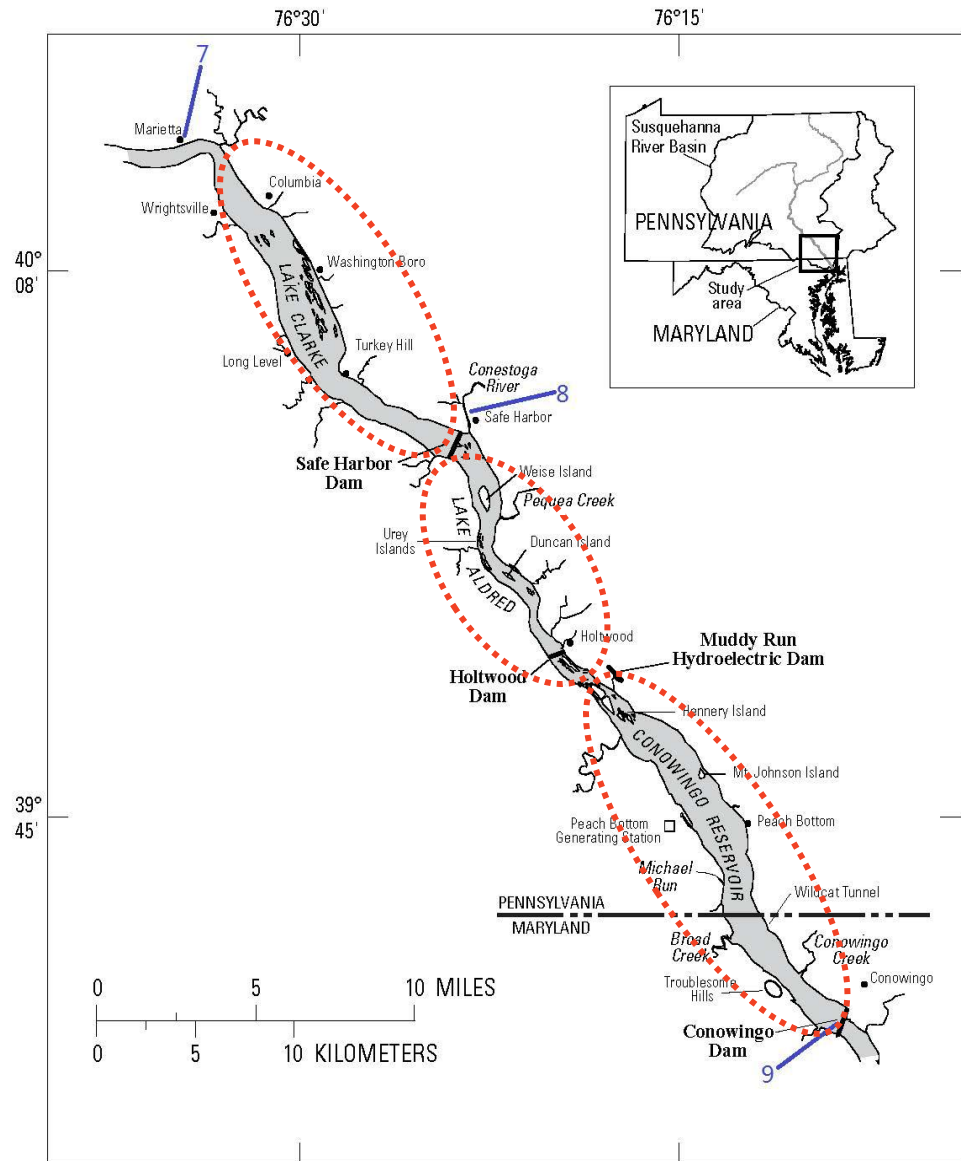 76°30'
76°15'
7
Marietta
Columbia
Wrightsville
Susquehanna
River Basin
PENNSYLVANIA
Study
area
MARYLAND
40°
08'
Washington Boro
LAKE CLARKE
Long Level
Turkey Hill
Conestoga
River
8
Safe Harbor
Safe Harbor
Dam
Weise Island
Pequea Creek
LAKE ALDRED
Urey
Islands
Duncan Island
Holtwood
Holtwood
Dam
Muddy Run
Hydroelectric Dam
Hennery Island
CONOWINGO RESERVOIR
Mt. Johnson Island
39°
45'
Peach Bottom
Generating Station
Peach Bottom
Michael
Run
Wildcat Tunnel
PENNSYLVANIA
MARYLAND
Broad
Creek
Conowingo
Creek
Conowingo
Troublesome
Hills
Conowingo
Dam
9
0 5 10 MILES
0 5 10 KILOMETERS